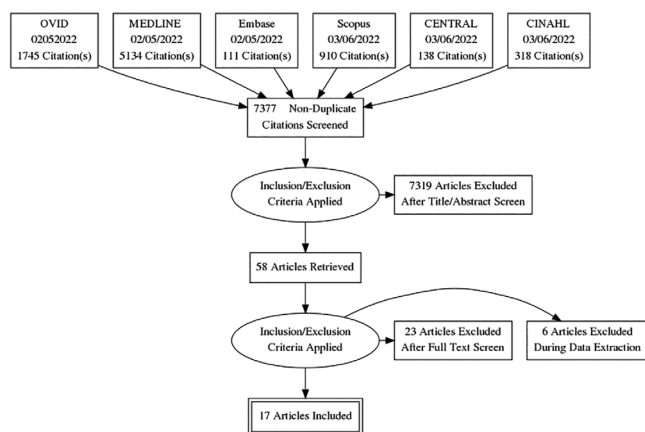 OVID
02052022
1745 Citation(s)
MEDLINE
02/05/2022
5134 Citation(s)
Embase
02/05/2022
111 Citation(s)
Scopus
03/06/2022
910 Citation(s)
CENTRAL
03/06/2022
138 Citation(s)
CINAHL
03/06/2022
318 Citation(s)
7377 Non-Duplicate
Citations Screened
Inclusion/Exclusion
Criteria Applied
7319 Articles Excluded
After Title/Abstract Screen
58 Articles Retrieved
Inclusion/Exclusion
Criteria Applied
23 Articles Excluded
After Full Text Screen
6 Articles Excluded
During Data Extraction
17 Articles Included